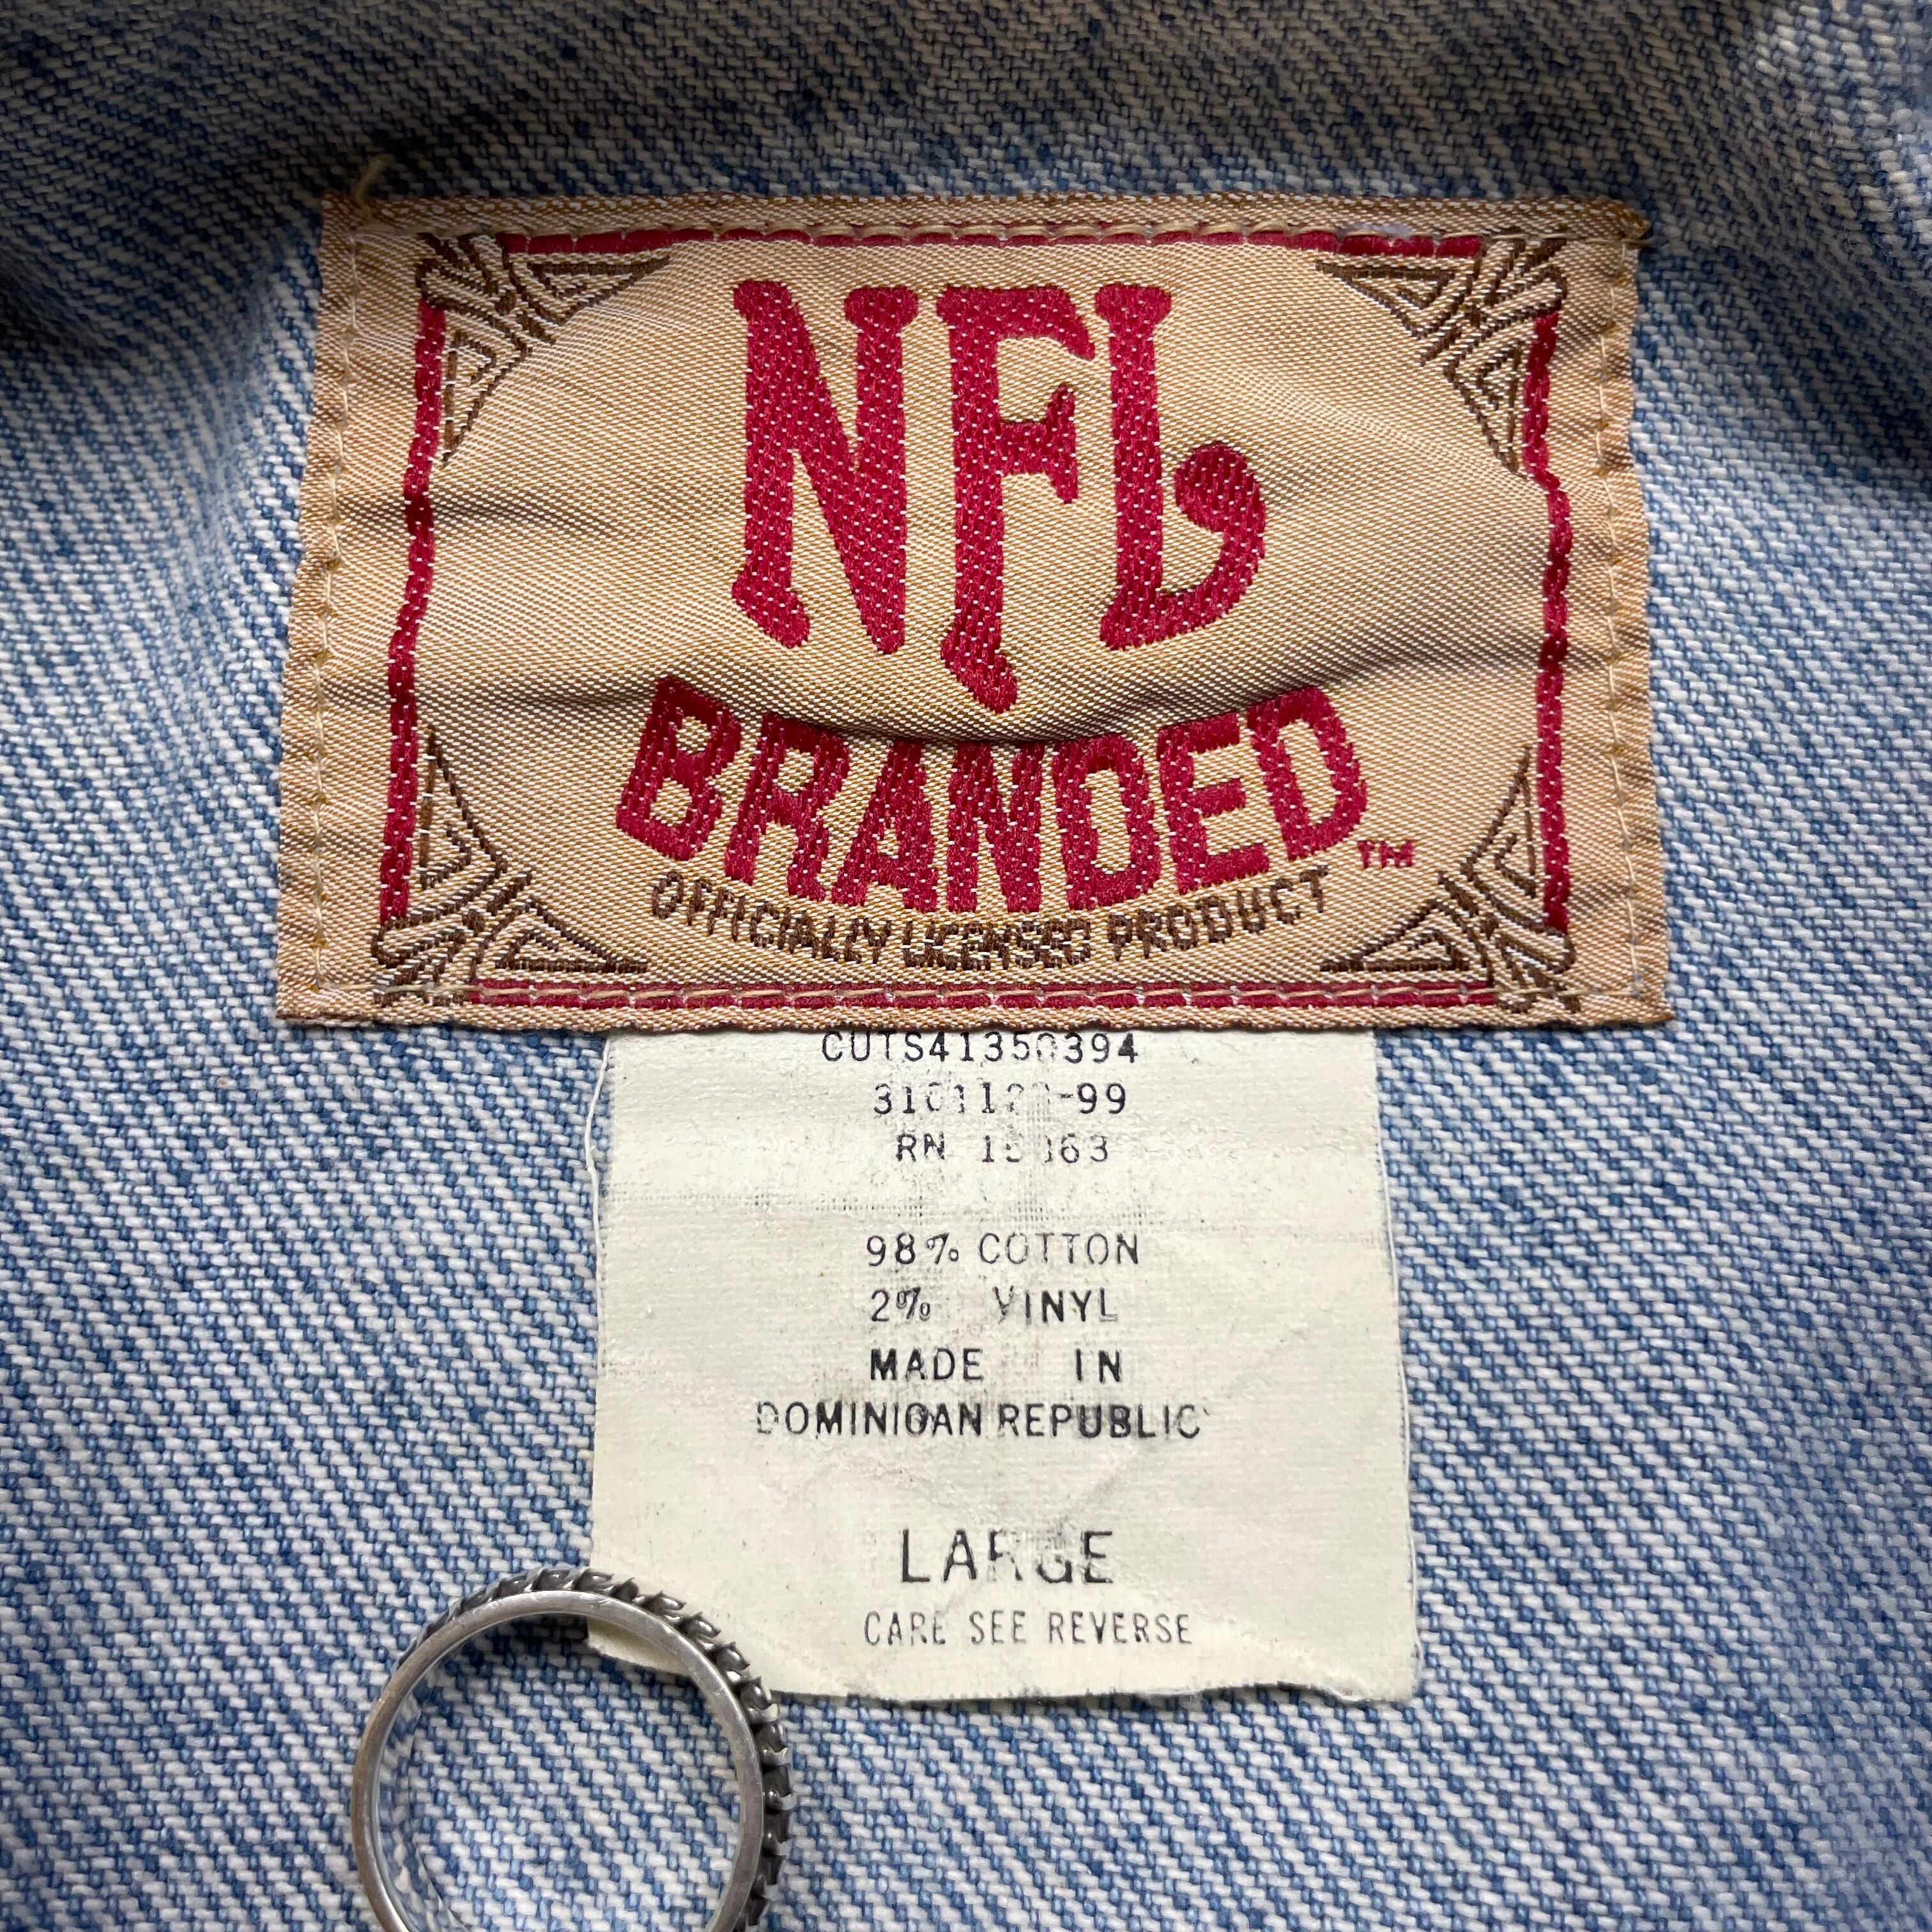 NFL
BRANDED™
OFFICIALLY LICENSED PRODUCT
CUTS41350394
RN
98% COTTON
2% VINYL
MADE IN
DOMINICAN REPUBLIC
LARGE
CARE SEE REVERSE